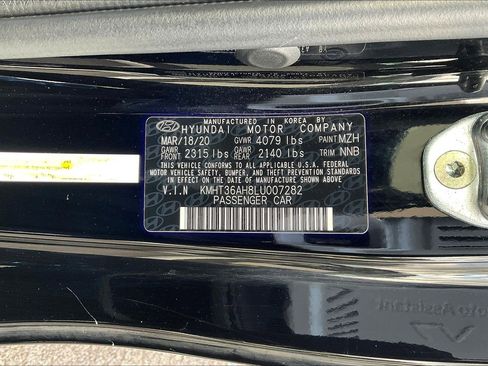 MANUFACTURED IN KOREA BY
HYUNDAI MOTOR COMPANY
MAR/18/20 GVWR 4079 lbs PAINT MZH
GAWR FRONT 2315 lbs GAWR REAR 2140 lbs TRIM NNB
THIS VEHICLE CONFORMS TO ALL APPLICABLE U.S.A. FEDERAL
MOTOR VEHICLE SAFETY, BUMPER, AND THEFT PREVENTION STANDARDS
IN EFFECT ON THE DATE OF MANUFACTURE SHOWN ABOVE.
V.I.N KMHT36AH8LU007282
PASSENGER CAR
Auto Assistant